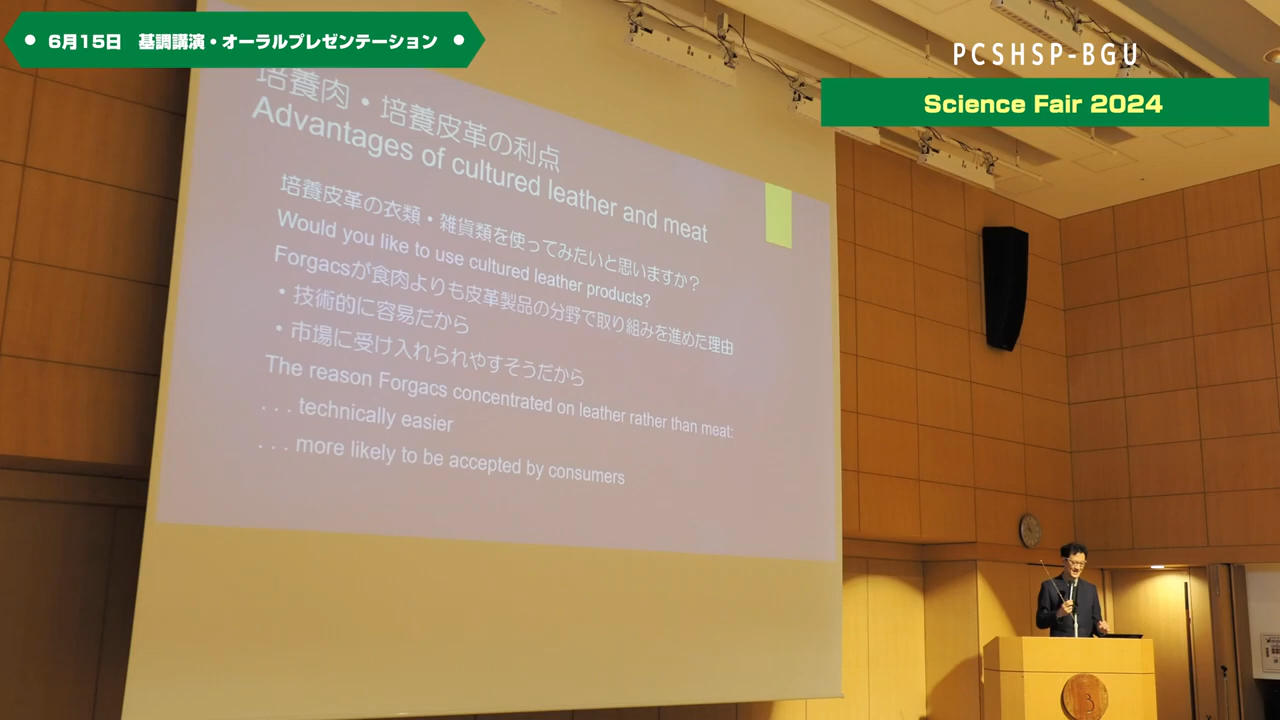 6月15日 基調講演・オーラルプレゼンテーション
PCSHSP-BGU
Science Fair 2024
培養肉・培養皮革の利点
Advantages of cultured leather and meat
培養皮革の衣類・雑貨類を使ってみたいと思いますか？
Would you like to use cultured leather products?
Forgacsが食肉よりも皮革製品の分野で取り組みを進めた理由
・技術的に容易だから
・市場に受け入れられやすそうだから
The reason Forgacs concentrated on leather rather than meat:
. . . technically easier
. . . more likely to be accepted by consumers
3